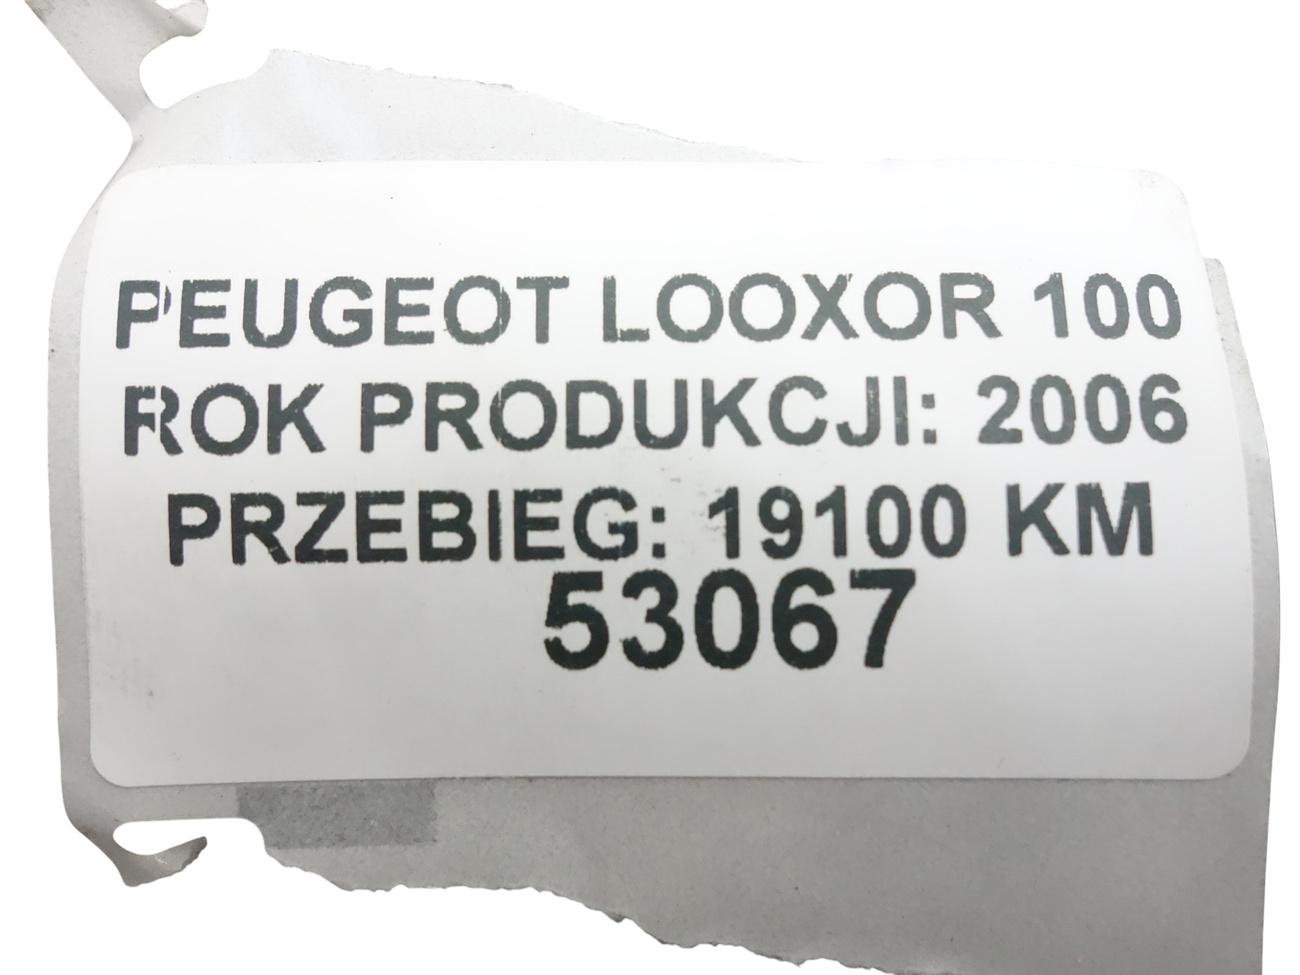 PEUGEOT LOOXOR 100
ROK PRODUKCJI: 2006
PRZEBIEG: 19100 KM
53067